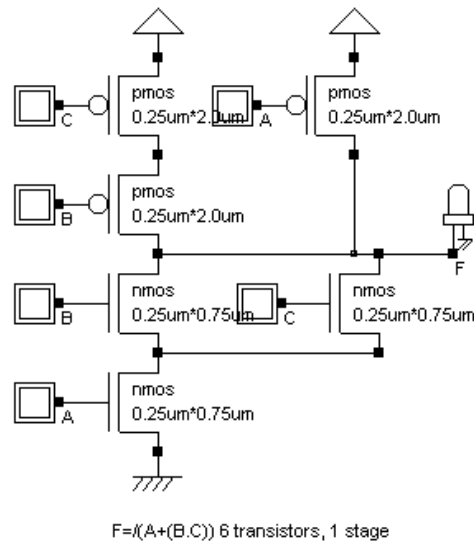 pmos
0.25um*2.0um
C
pmos
0.25um*2.0um
A
pmos
0.25um*2.0um
B
F
nmos
0.25um*0.75um
B
nmos
0.25um*0.75um
C
nmos
0.25um*0.75um
A
F=/(A+(B.C)) 6 transistors, 1 stage